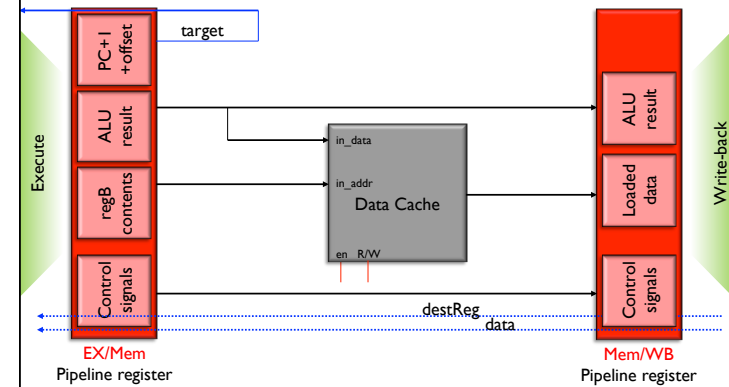 Execute
PC+1
+offset
ALU
result
regB
contents
Control
signals
target
in_data
in_addr
Data Cache
en R/W
ALU
result
Loaded
data
Control
signals
Write-back
destReg
data
EX/Mem
Pipeline register
Mem/WB
Pipeline register